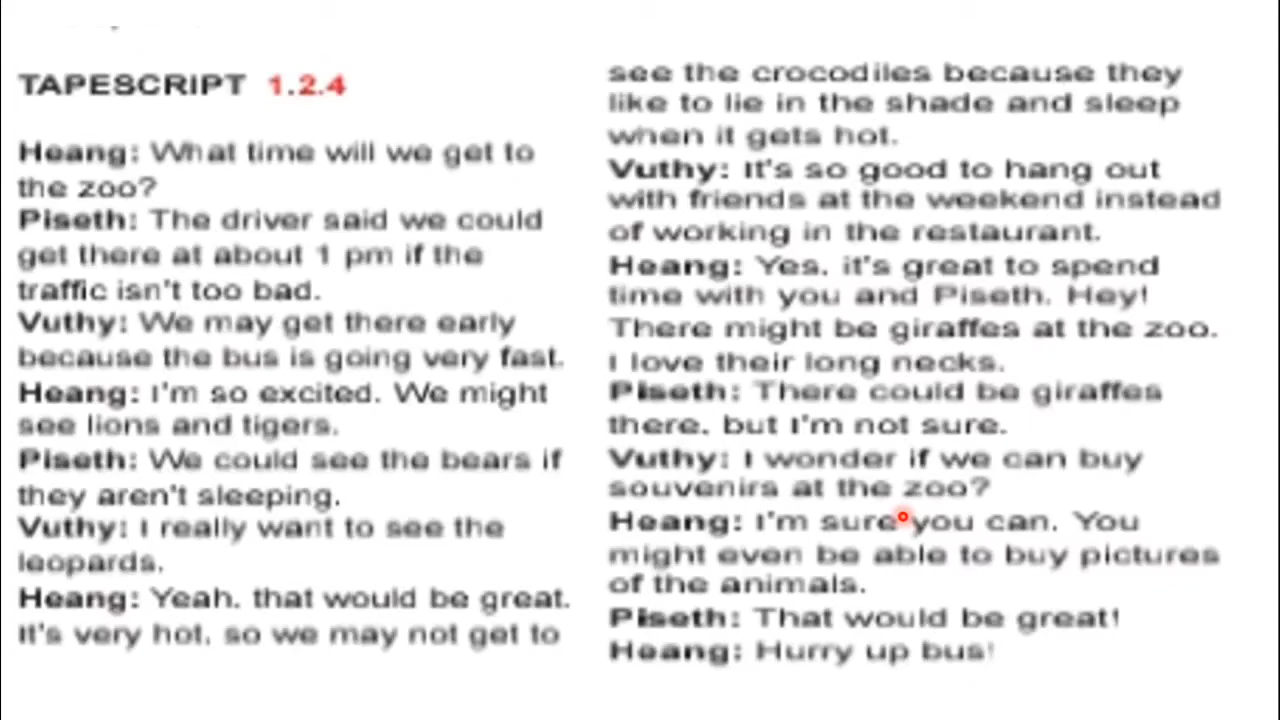 TAPESCRIPT 1.2.4
Heang: What time will we get to
the zoo?
Piseth: The driver said we could
get there at about 1 pm if the
traffic isn't too bad.
Vuthy: We may get there early
because the bus is going very fast.
Heang: I'm so excited. We might
see lions and tigers.
Piseth: We could see the bears if
they aren't sleeping.
Vuthy: I really want to see the
leopards.
Heang: Yeah, that would be great.
It's very hot, so we may not get to
see the crocodiles because they
like to lie in the shade and sleep
when it gets hot.
Vuthy: It's so good to hang out
with friends at the weekend instead
of working in the restaurant.
Heang: Yes, it's great to spend
time with you and Piseth. Hey!
There might be giraffes at the zoo.
I love their long necks.
Piseth: There could be giraffes
there, but I'm not sure.
Vuthy: I wonder if we can buy
souvenirs at the zoo?
Heang: I'm sure you can. You
might even be able to buy pictures
of the animals.
Piseth: That would be great!
Heang: Hurry up bus!